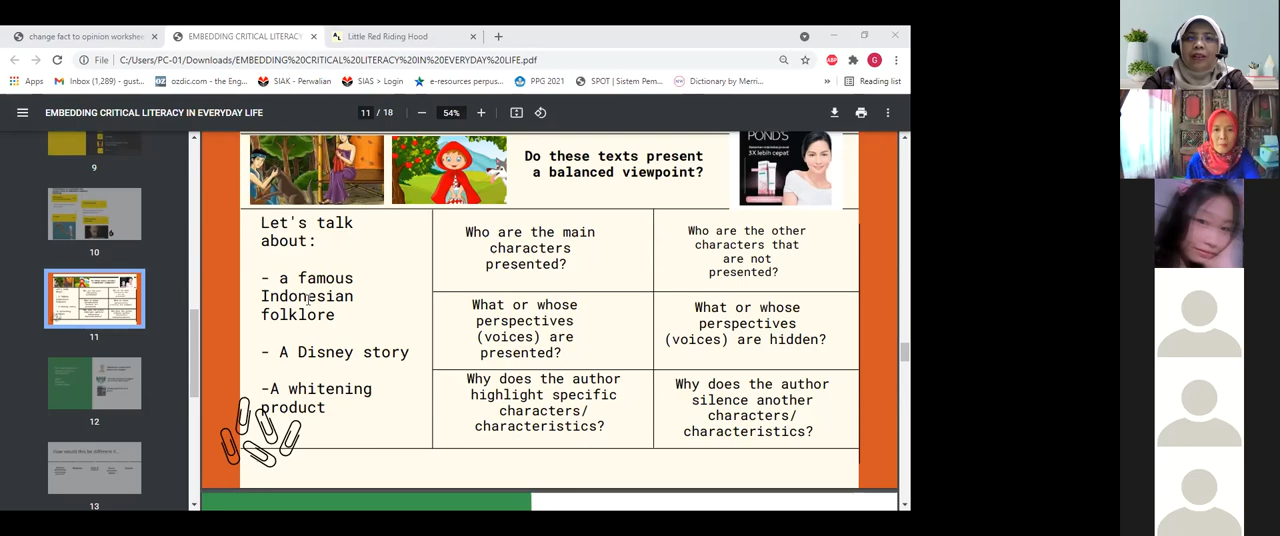 change fact to opinion workshee
EMBEDDING CRITICAL LITERACY
Little Red Riding Hood
File
C:/Users/PC-01/Downloads/EMBEDDING%20CRITICAL%20LITERACY%20IN%20EVERYDAY%20LIFE.pdf
Apps
Inbox (1,289) - gust...
ozdic.com - the Eng...
SIAK - Perwalian
SIAS > Login
e-resources perpus...
PPG 2021
SPOT (Sistem Pem...
Dictionary by Merri...
Reading list
EMBEDDING CRITICAL LITERACY IN EVERYDAY LIFE
11 / 18
54%
9
10
11
12
13
Do these texts present
a balanced viewpoint?
POND'S
3X lebih cepat
Let's talk
about:
- a famous
Indonesian
folklore
- A Disney story
-A whitening
product
Who are the main
characters
presented?
Who are the other
characters that
are not
presented?
What or whose
perspectives
(voices) are
presented?
What or whose
perspectives
(voices) are hidden?
Why does the author
highlight specific
characters/
characteristics?
Why does the author
silence another
characters/
characteristics?